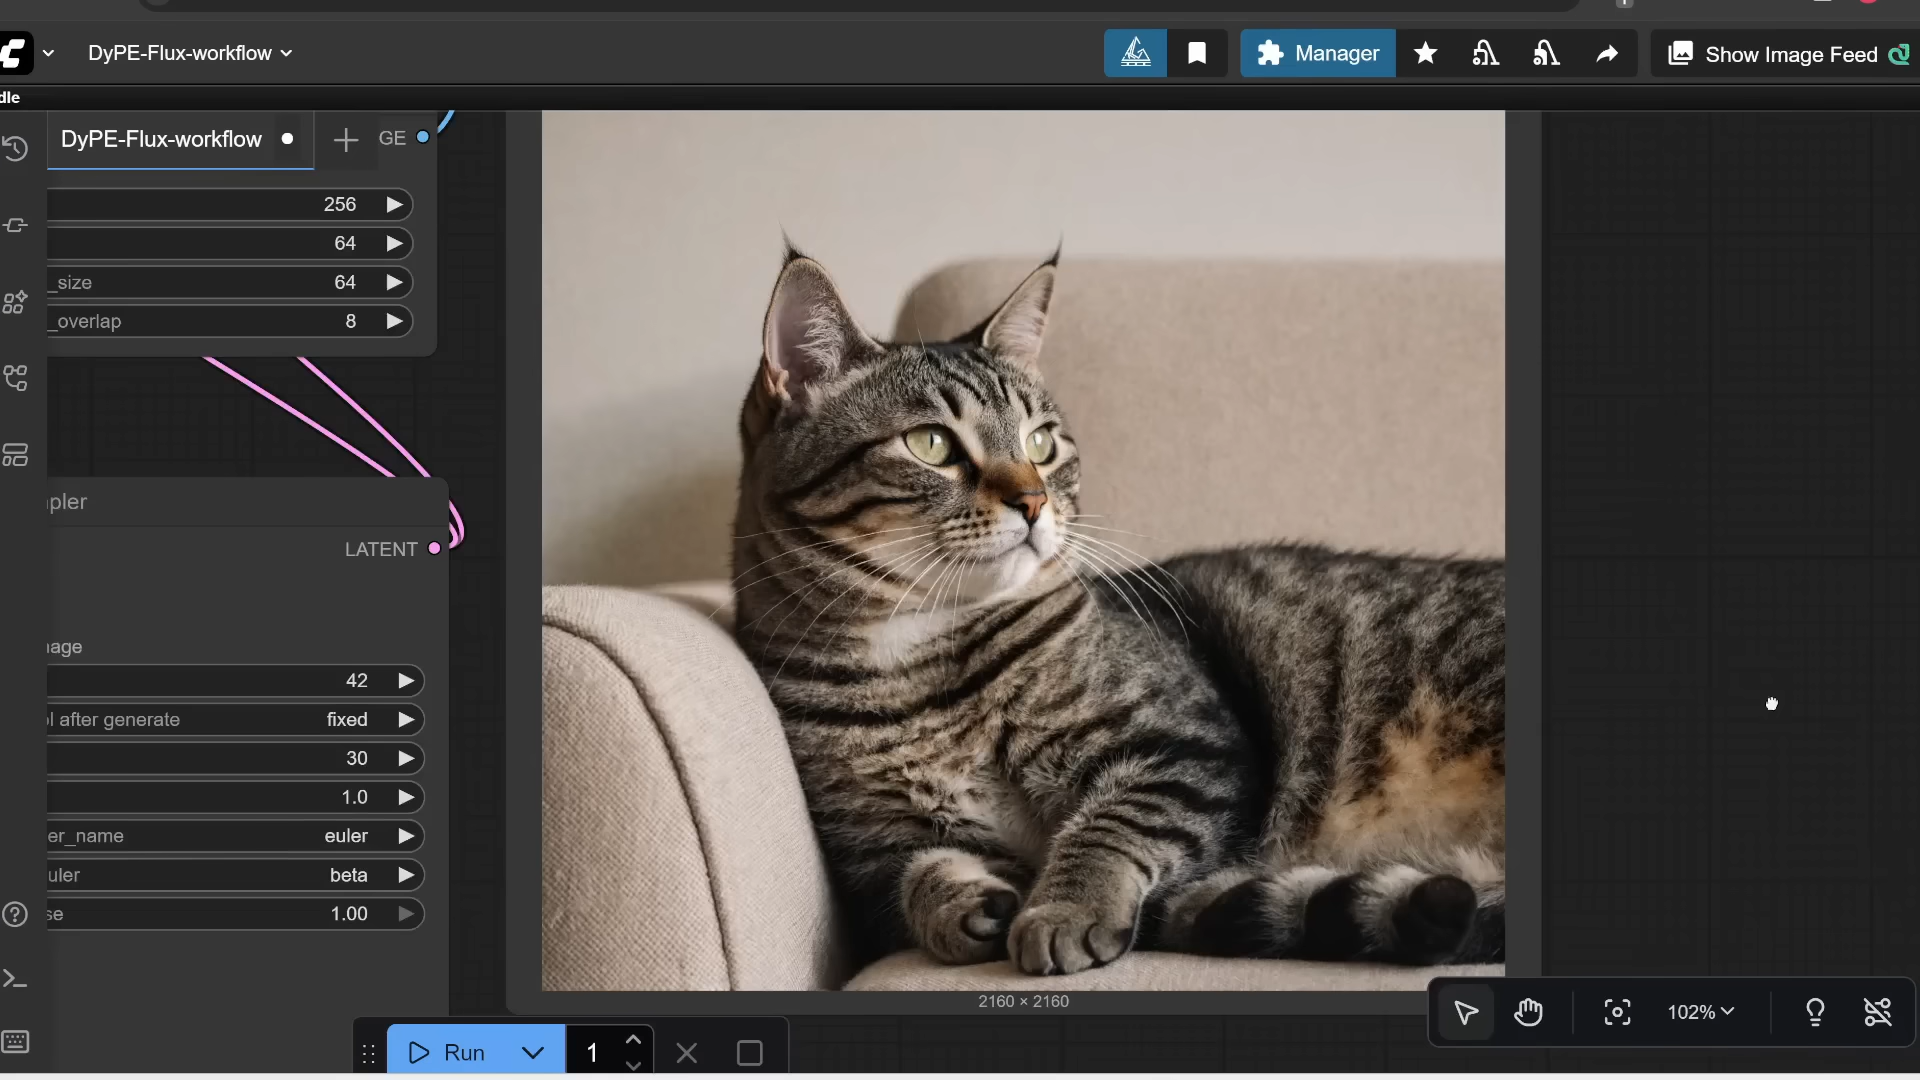 DyPE-Flux-workflow
Manager
Show Image Feed
dle
DyPE-Flux-workflow
GE
256
64
_size 64
_overlap 8
pler
LATENT
nage
42
ol after generate fixed
30
1.0
er_name euler
uler beta
se 1.00
2160 × 2160
102%
Run
1